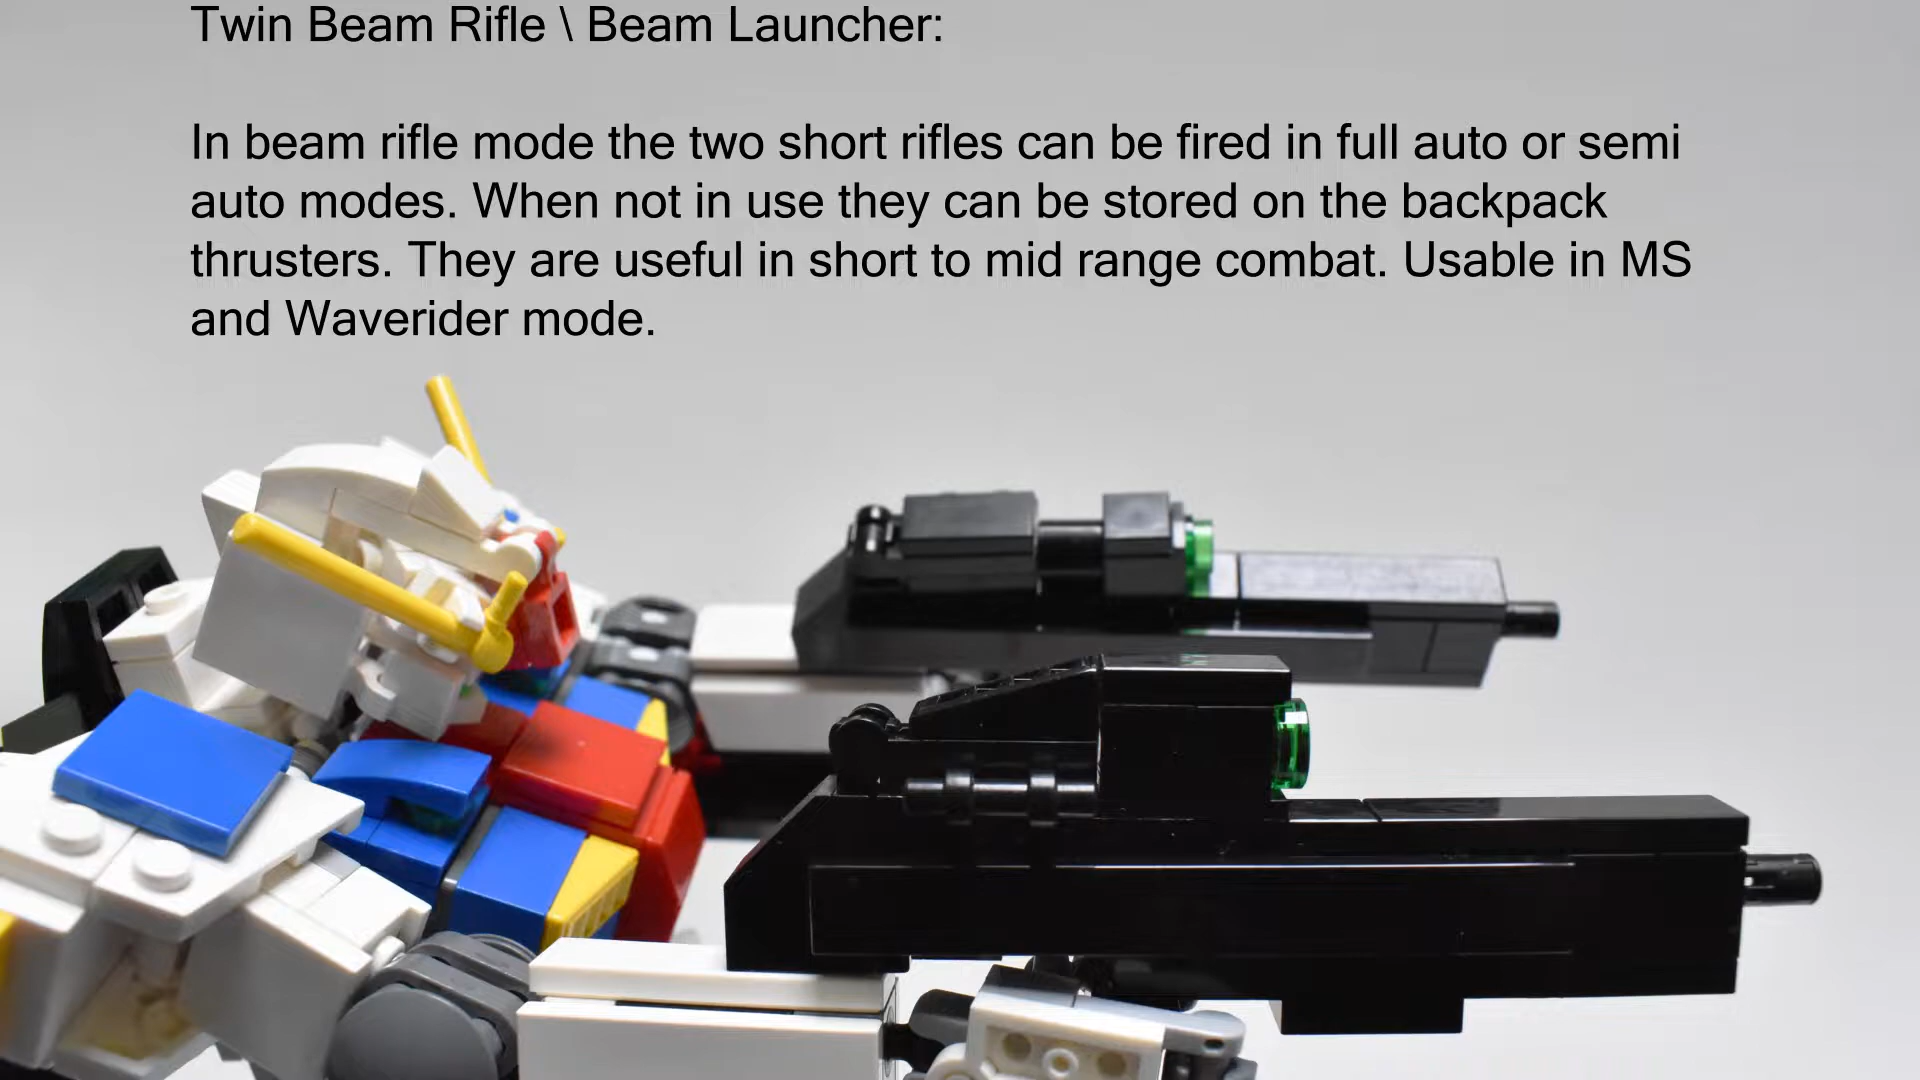 Twin Beam Rifle \ Beam Launcher:
In beam rifle mode the two short rifles can be fired in full auto or semi
auto modes. When not in use they can be stored on the backpack
thrusters. They are useful in short to mid range combat. Usable in MS
and Waverider mode.